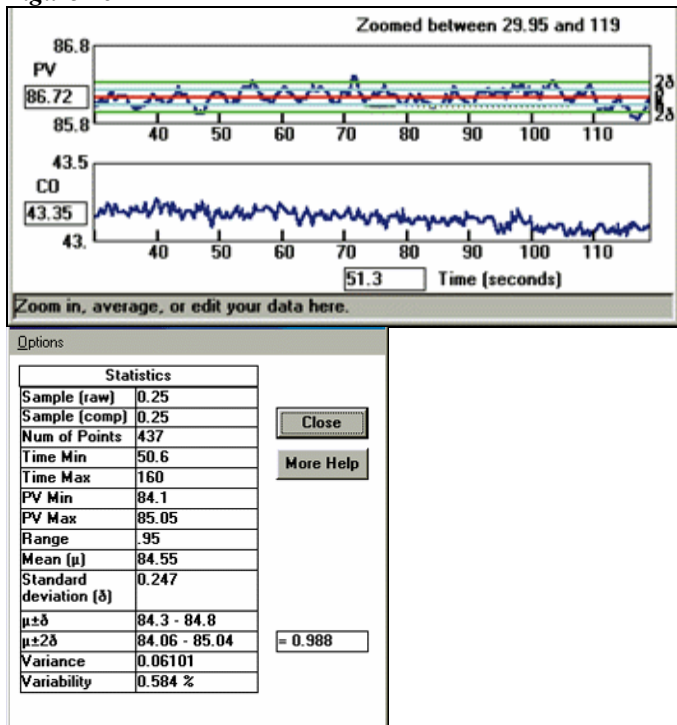 Zoomed between 29.95 and 119
86.8
PV
86.72
85.8
2ð
2ð
40 50 60 70 80 90 100 110
43.5
CO
43.35
43.
40 50 60 70 80 90 100 110
51.3 Time (seconds)
Zoom in, average, or edit your data here.
Options
Statistics
Sample (raw) 0.25
Sample (comp) 0.25
Num of Points 437
Time Min 50.6
Time Max 160
PV Min 84.1
PV Max 85.05
Range .95
Mean (µ) 84.55
Standard
deviation (ð) 0.247
µ±ð 84.3 - 84.8
µ±2ð 84.06 - 85.04 = 0.988
Variance 0.06101
Variability 0.584 %
Close
More Help